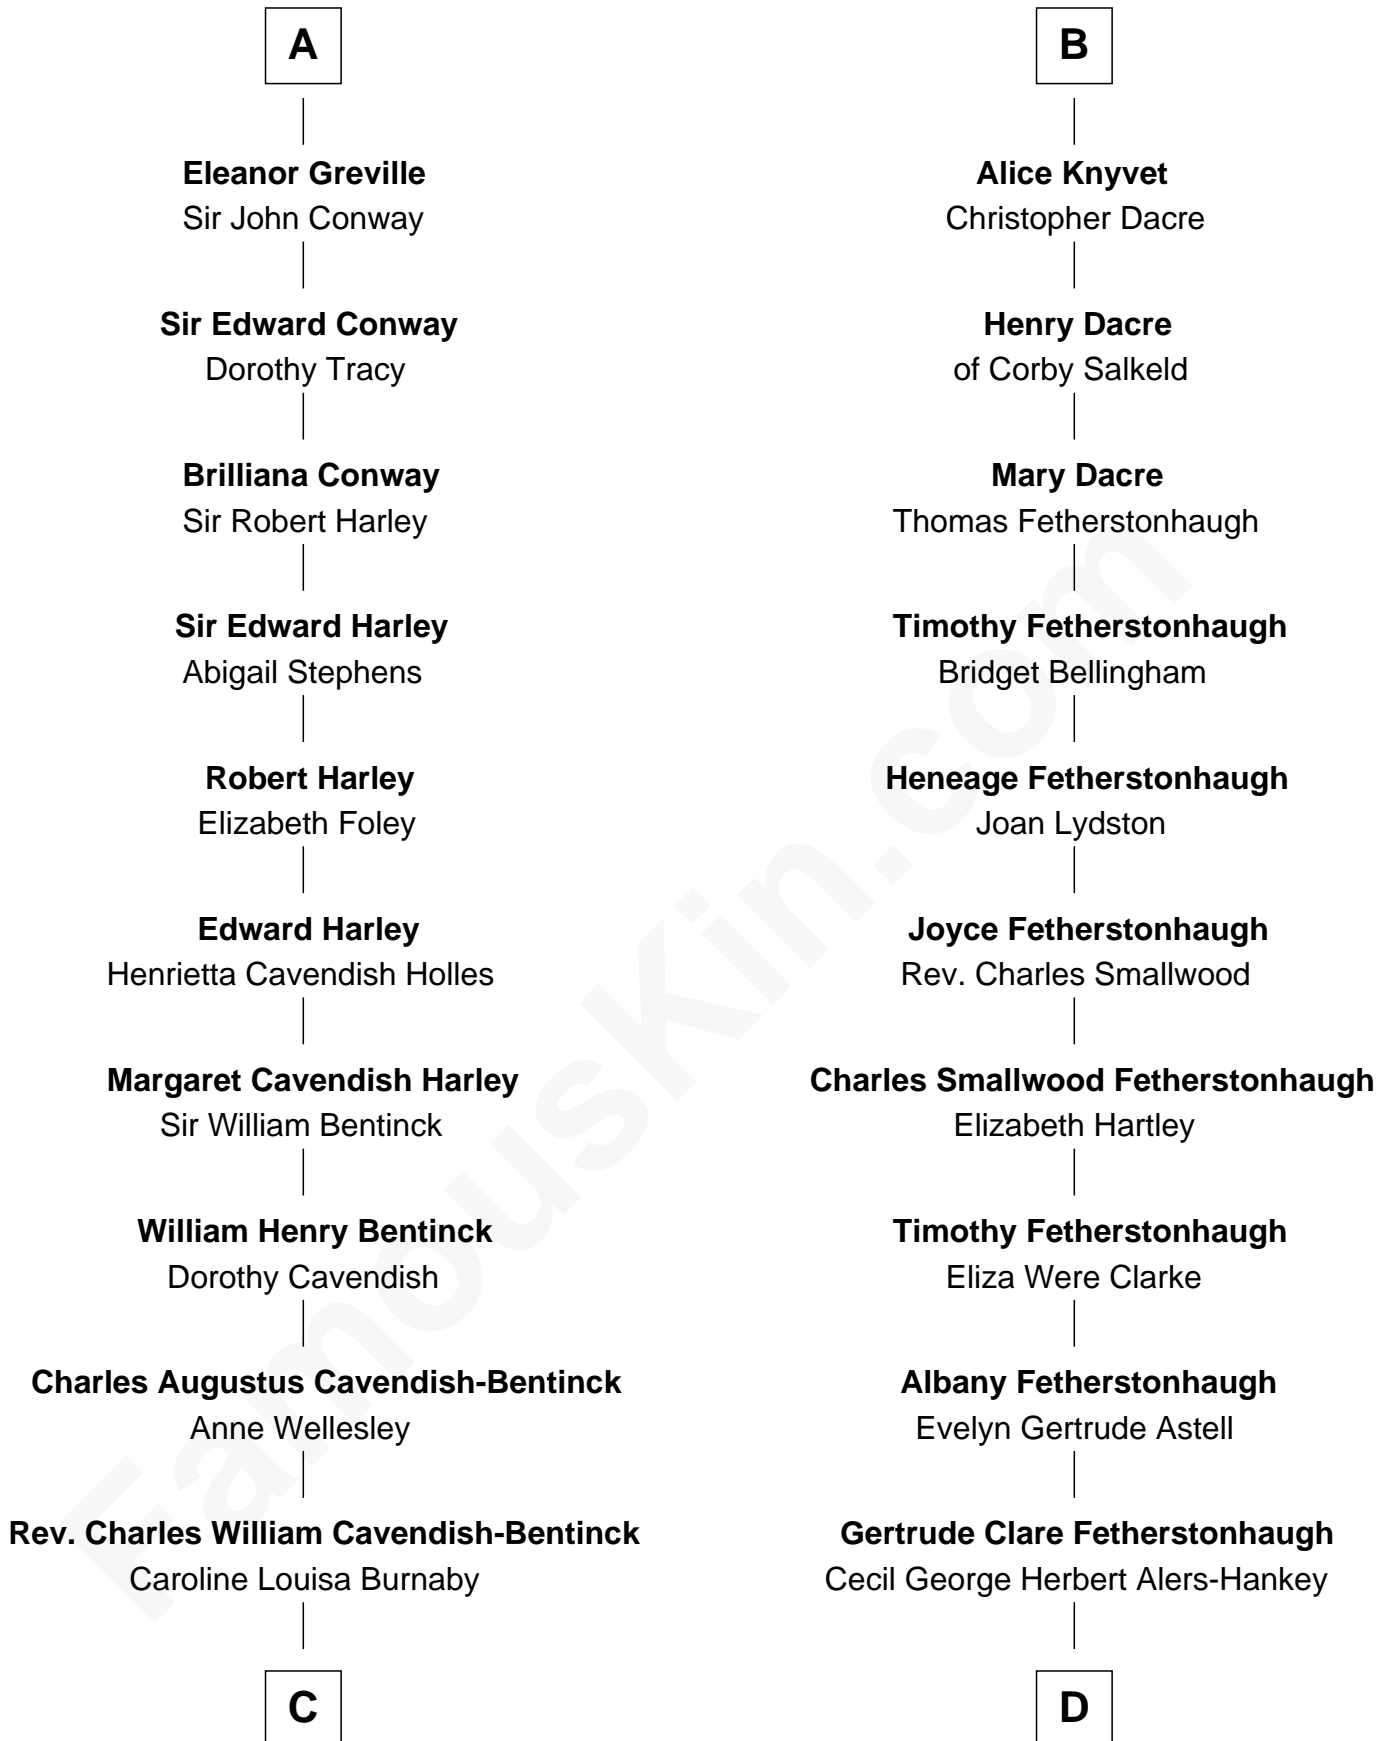 A
Eleanor Greville
Sir John Conway
Sir Edward Conway
Dorothy Tracy
Brilliana Conway
Sir Robert Harley
Sir Edward Harley
Abigail Stephens
Robert Harley
Elizabeth Foley
Edward Harley
Henrietta Cavendish Holles
Margaret Cavendish Harley
Sir William Bentinck
William Henry Bentinck
Dorothy Cavendish
Charles Augustus Cavendish-Bentinck
Anne Wellesley
Rev. Charles William Cavendish-Bentinck
Caroline Louisa Burnaby
C
B
Alice Knyvet
Christopher Dacre
Henry Dacre
of Corby Salkeld
Mary Dacre
Thomas Fetherstonhaugh
Timothy Fetherstonhaugh
Bridget Bellingham
Heneage Fetherstonhaugh
Joan Lydston
Joyce Fetherstonhaugh
Rev. Charles Smallwood
Charles Smallwood Fetherstonhaugh
Elizabeth Hartley
Timothy Fetherstonhaugh
Eliza Were Clarke
Albany Fetherstonhaugh
Evelyn Gertrude Astell
Gertrude Clare Fetherstonhaugh
Cecil George Herbert Alers-Hankey
D
FamousKin.com